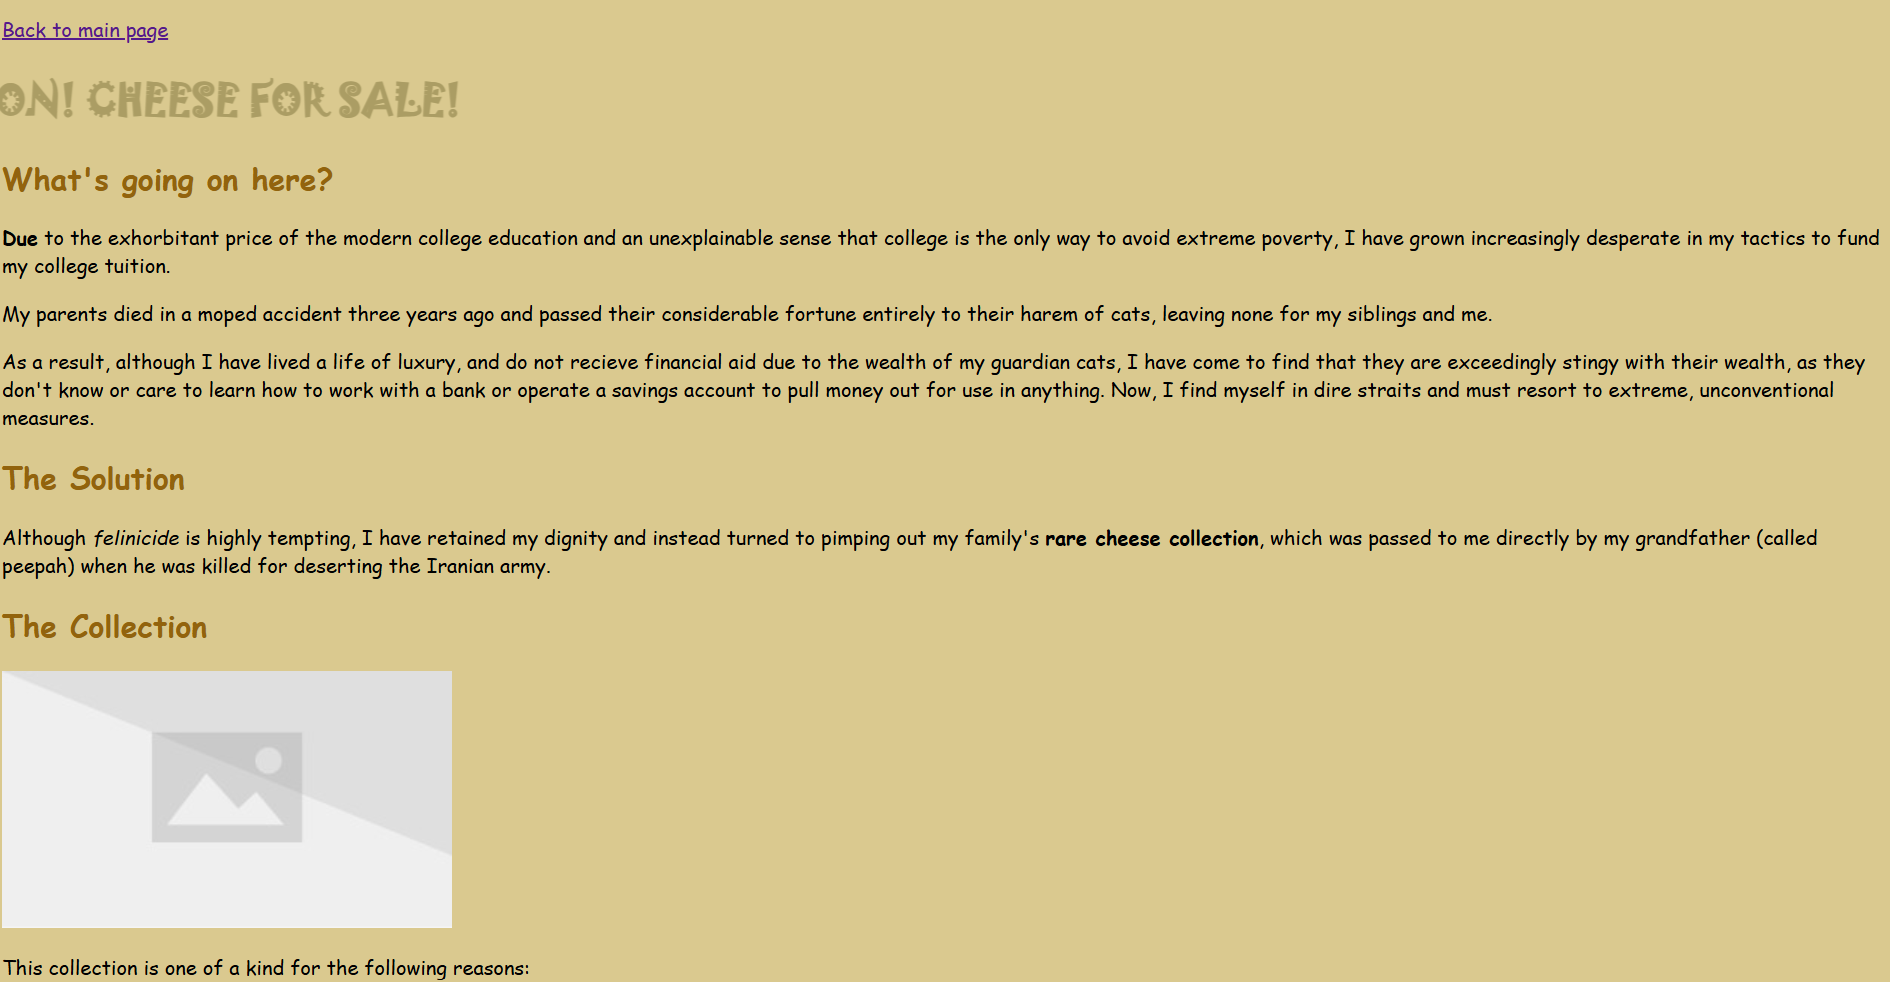 Back to main page
ON! CHEESE FOR SALE!
What's going on here?
Due to the exhorbitant price of the modern college education and an unexplainable sense that college is the only way to avoid extreme poverty, I have grown increasingly desperate in my tactics to fund
my college tuition.
My parents died in a moped accident three years ago and passed their considerable fortune entirely to their harem of cats, leaving none for my siblings and me.
As a result, although I have lived a life of luxury, and do not recieve financial aid due to the wealth of my guardian cats, I have come to find that they are exceedingly stingy with their wealth, as they
don't know or care to learn how to work with a bank or operate a savings account to pull money out for use in anything. Now, I find myself in dire straits and must resort to extreme, unconventional
measures.
The Solution
Although felinicide is highly tempting, I have retained my dignity and instead turned to pimping out my family's rare cheese collection, which was passed to me directly by my grandfather (called
peepah) when he was killed for deserting the Iranian army.
The Collection
This collection is one of a kind for the following reasons: